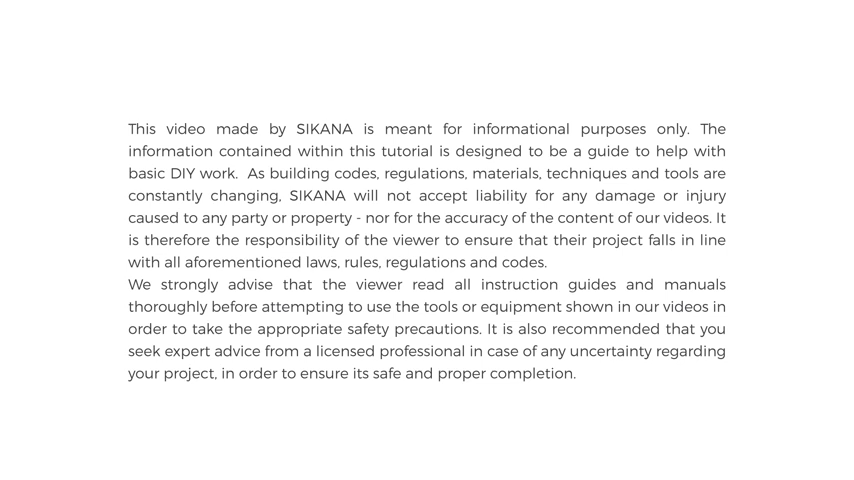 This video made by SIKANA is meant for informational purposes only. The
information contained within this tutorial is designed to be a guide to help with
basic DIY work.  As building codes, regulations, materials, techniques and tools are
constantly changing, SIKANA will not accept liability for any damage or injury
caused to any party or property - nor for the accuracy of the content of our videos. It
is therefore the responsibility of the viewer to ensure that their project falls in line
with all aforementioned laws, rules, regulations and codes.
We strongly advise that the viewer read all instruction guides and manuals
thoroughly before attempting to use the tools or equipment shown in our videos in
order to take the appropriate safety precautions. It is also recommended that you
seek expert advice from a licensed professional in case of any uncertainty regarding
your project, in order to ensure its safe and proper completion.